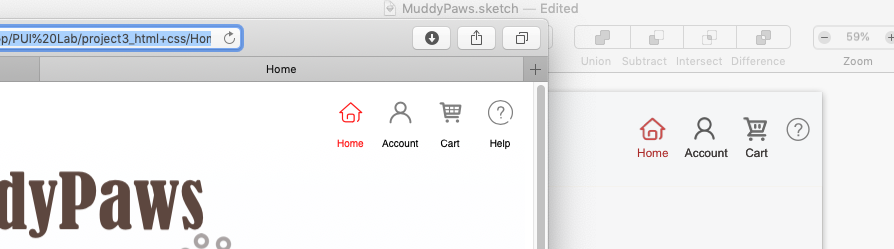 MuddyPaws.sketch — Edited
p/PUI%20Lab/project3_html+css/Hom
Union Subtract Intersect Difference
59%
Zoom
Home
Home Account Cart Help
Home Account Cart
dyPaws